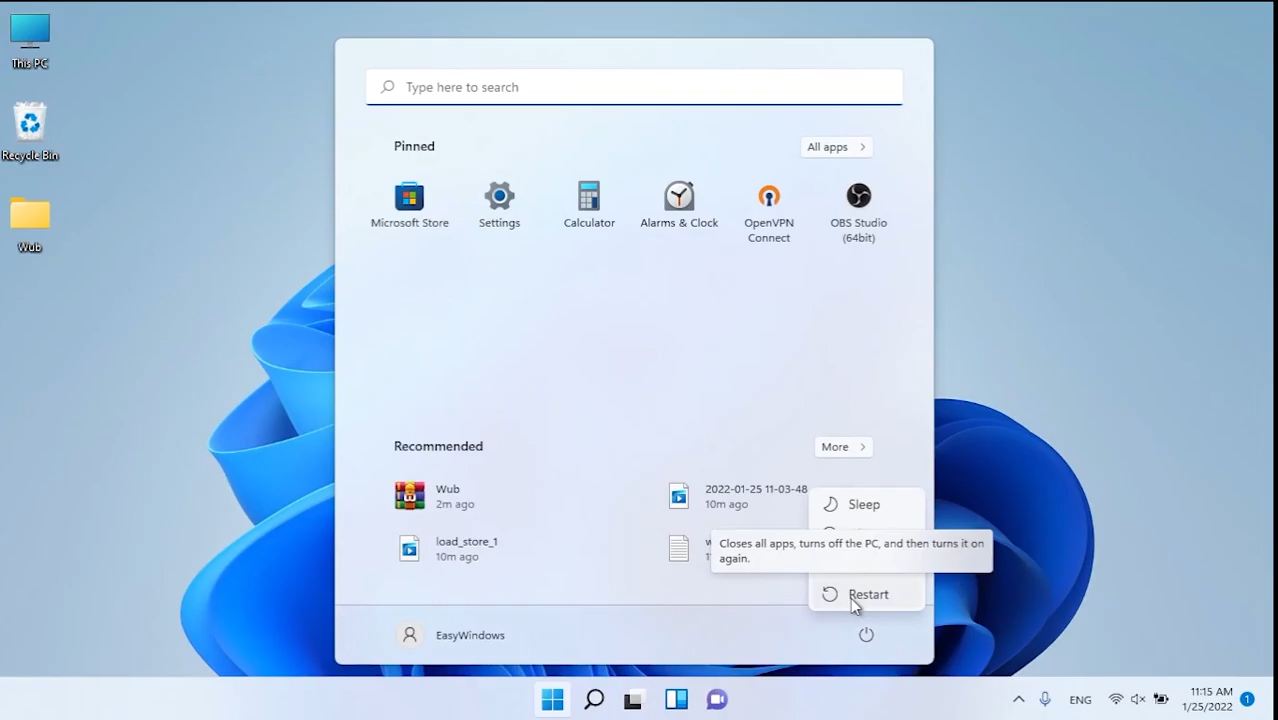 This PC
Recycle Bin
Wub
Type here to search
Pinned
All apps
Microsoft Store
Settings
Calculator
Alarms & Clock
OpenVPN
Connect
OBS Studio
(64bit)
Recommended
More
Wub
2m ago
2022-01-25 11-03-48
10m ago
load_store_1
10m ago
Sleep
Closes all apps, turns off the PC, and then turns it on
again.
Restart
EasyWindows
ENG
11:15 AM
1/25/2022
1